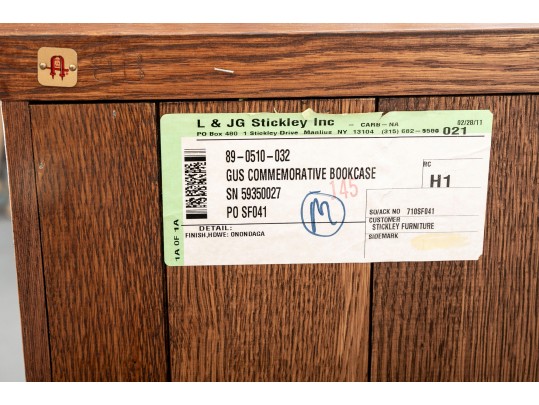 L & JG Stickley Inc — CARB-NA 02/28/11
PO Box 480 1 Stickley Drive Manlius NY 13104 (315) 682-5500 021
89-0510-032
GUS COMMEMORATIVE BOOKCASE
SN 59350027
PO SF041
145
M
RC
H1
SO/ACK NO 710SF041
CUSTOMER
STICKLEY FURNITURE
SIDEMARK
DETAIL:
FINISH,HDWE: ONONDAGA
1A OF 1A